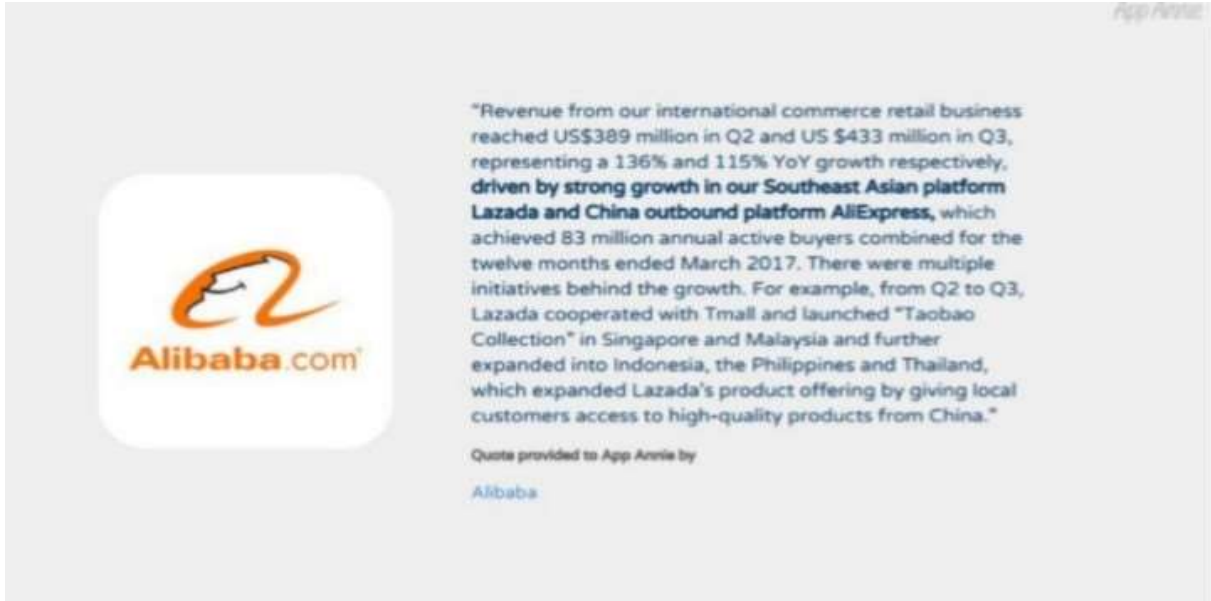 App Annie
"Revenue from our international commerce retail business
reached US$389 million in Q2 and US $433 million in Q3,
representing a 136% and 115% YoY growth respectively,
driven by strong growth in our Southeast Asian platform
Lazada and China outbound platform AliExpress, which
achieved 83 million annual active buyers combined for the
twelve months ended March 2017. There were multiple
initiatives behind the growth. For example, from Q2 to Q3,
Lazada cooperated with Tmall and launched "Taobao
Collection" in Singapore and Malaysia and further
expanded into Indonesia, the Philippines and Thailand,
which expanded Lazada's product offering by giving local
customers access to high-quality products from China."
Quote provided to App Annie by
Alibaba
Alibaba.com